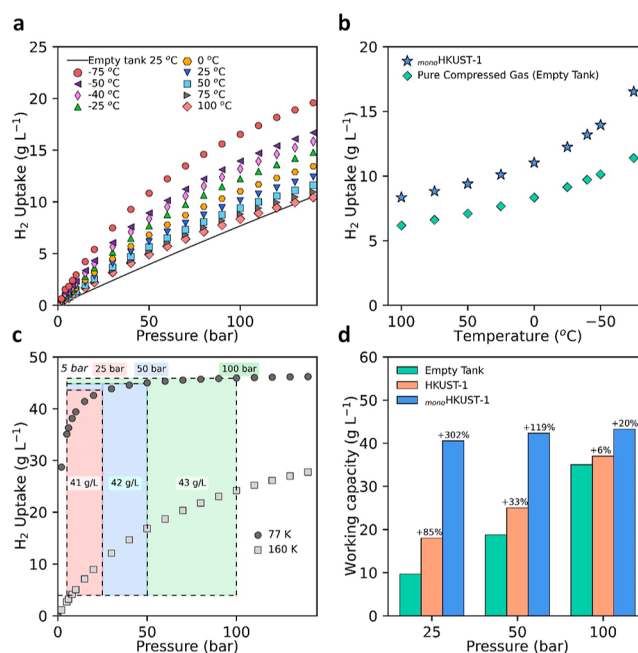 a
H₂ Uptake (g L⁻¹)
25
20
15
10
5
0
Empty tank 25 °C
-75 °C
-50 °C
-40 °C
-25 °C
0 °C
25 °C
50 °C
75 °C
100 °C
0 50 100
Pressure (bar)
b
H₂ Uptake (g L⁻¹)
20
15
10
5
0
monoHKUST-1
Pure Compressed Gas (Empty Tank)
100 50 0 −50
Temperature (°C)
c
H₂ Uptake (g L⁻¹)
50
40
30
20
10
0
5 bar 25 bar 50 bar 100 bar
41 g/L 42 g/L 43 g/L
77 K
160 K
0 50 100
Pressure (bar)
d
Working capacity (g L⁻¹)
60
50
40
30
20
10
0
Empty Tank
HKUST-1
monoHKUST-1
+85% +302% +33% +119% +6% +20%
25 50 100
Pressure (bar)